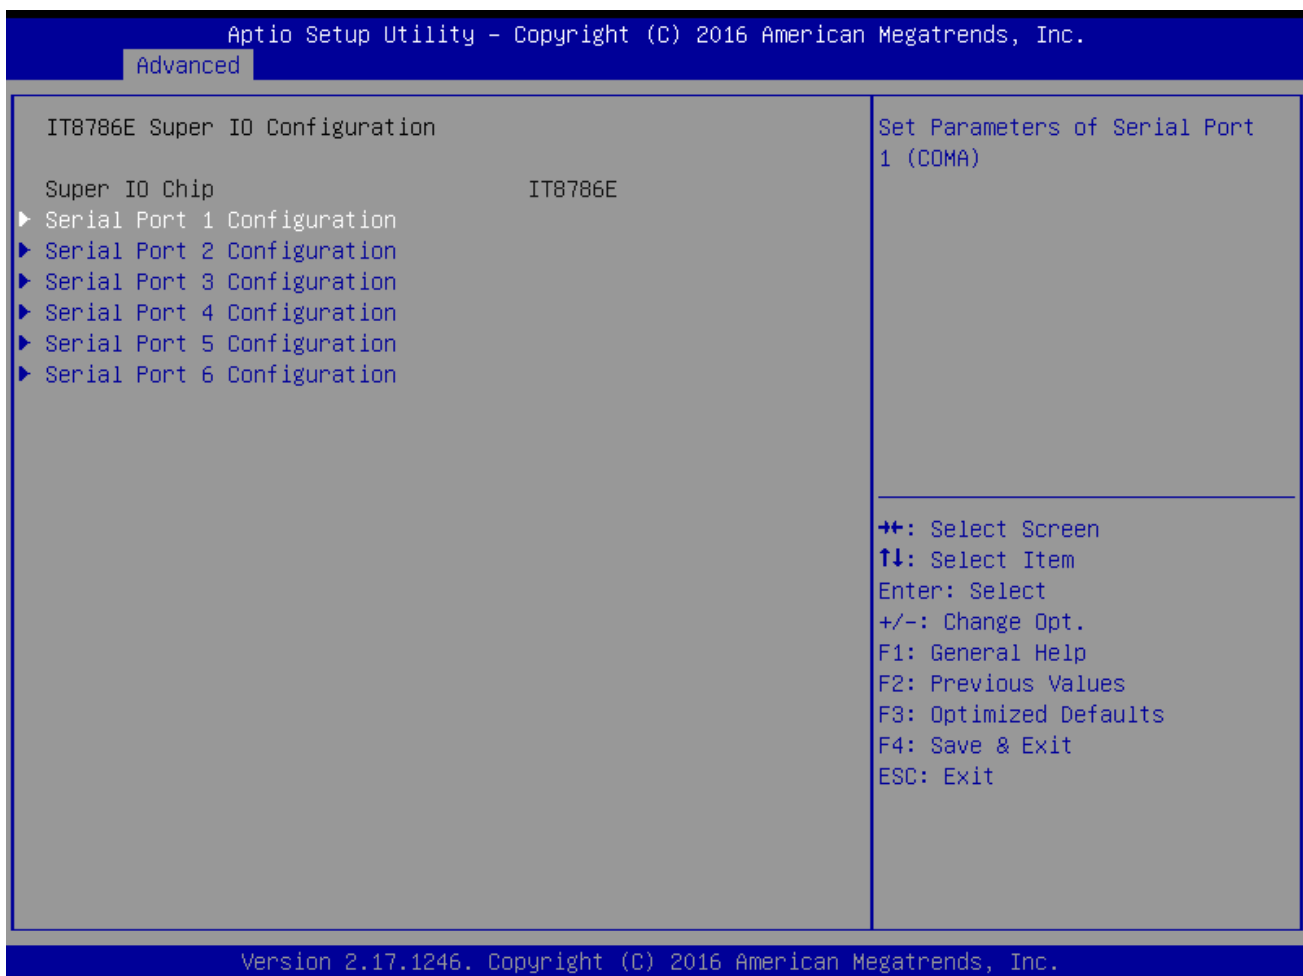 Aptio Setup Utility – Copyright (C) 2016 American Megatrends, Inc.
Advanced
IT8786E Super IO Configuration
Super IO Chip IT8786E
Serial Port 1 Configuration
Serial Port 2 Configuration
Serial Port 3 Configuration
Serial Port 4 Configuration
Serial Port 5 Configuration
Serial Port 6 Configuration
Set Parameters of Serial Port
1 (COMA)
→←: Select Screen
↑↓: Select Item
Enter: Select
+/-: Change Opt.
F1: General Help
F2: Previous Values
F3: Optimized Defaults
F4: Save & Exit
ESC: Exit
Version 2.17.1246. Copyright (C) 2016 American Megatrends, Inc.